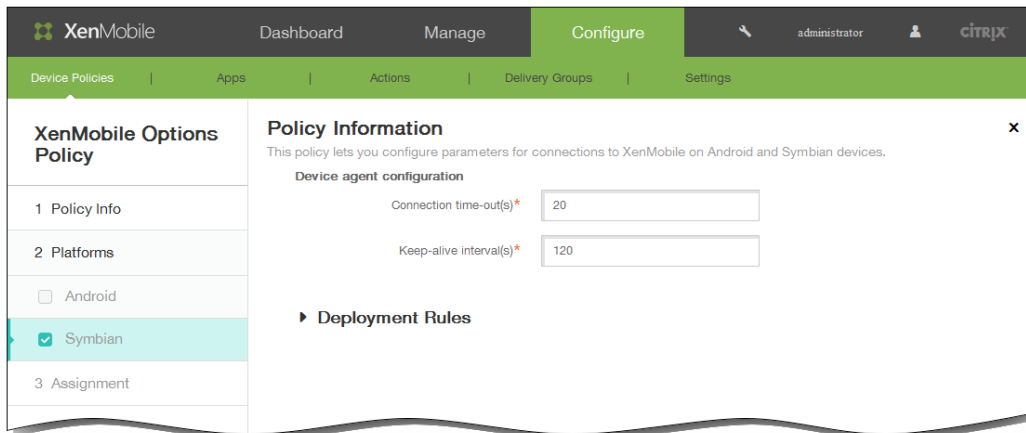 XenMobile Dashboard Manage Configure administrator CİTRIX
Device Policies | Apps | Actions | Delivery Groups | Settings
XenMobile Options
Policy
1 Policy Info
2 Platforms
Android
Symbian
3 Assignment
Policy Information x
This policy lets you configure parameters for connections to XenMobile on Android and Symbian devices.
Device agent configuration
Connection time-out(s)* 20
Keep-alive interval(s)* 120
Deployment Rules